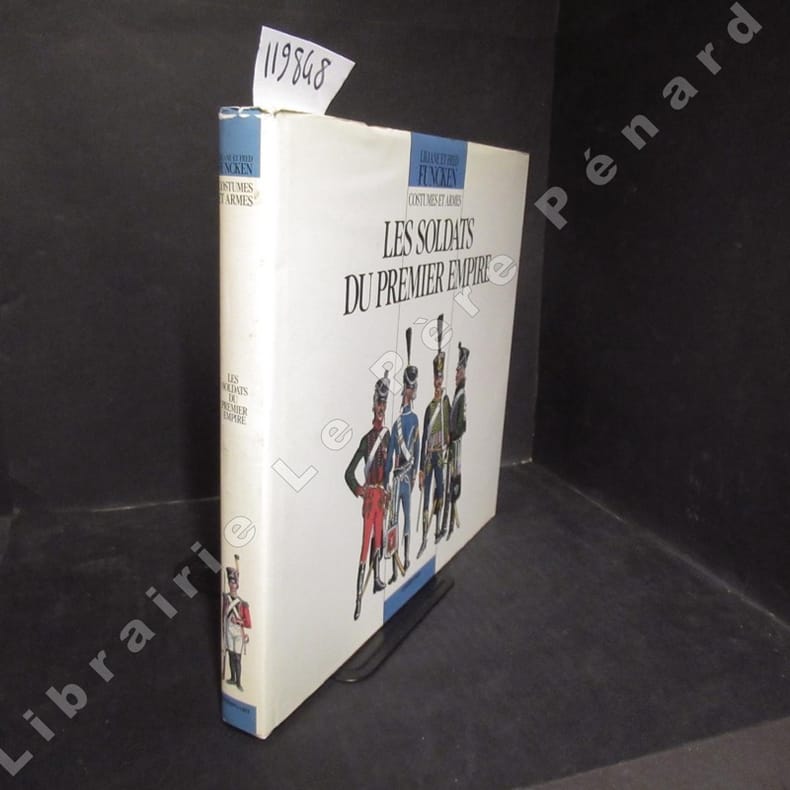 119848
LILIANE ET FRED
FUNCKEN
COSTUMES ET ARMES
LES SOLDATS
DU PREMIER EMPIRE
LILIANE ET FRED
FUNCKEN
COSTUMES
ET ARMES
LES
SOLDATS
DU
PREMIER
EMPIRE
Librairie Le Père Pénard